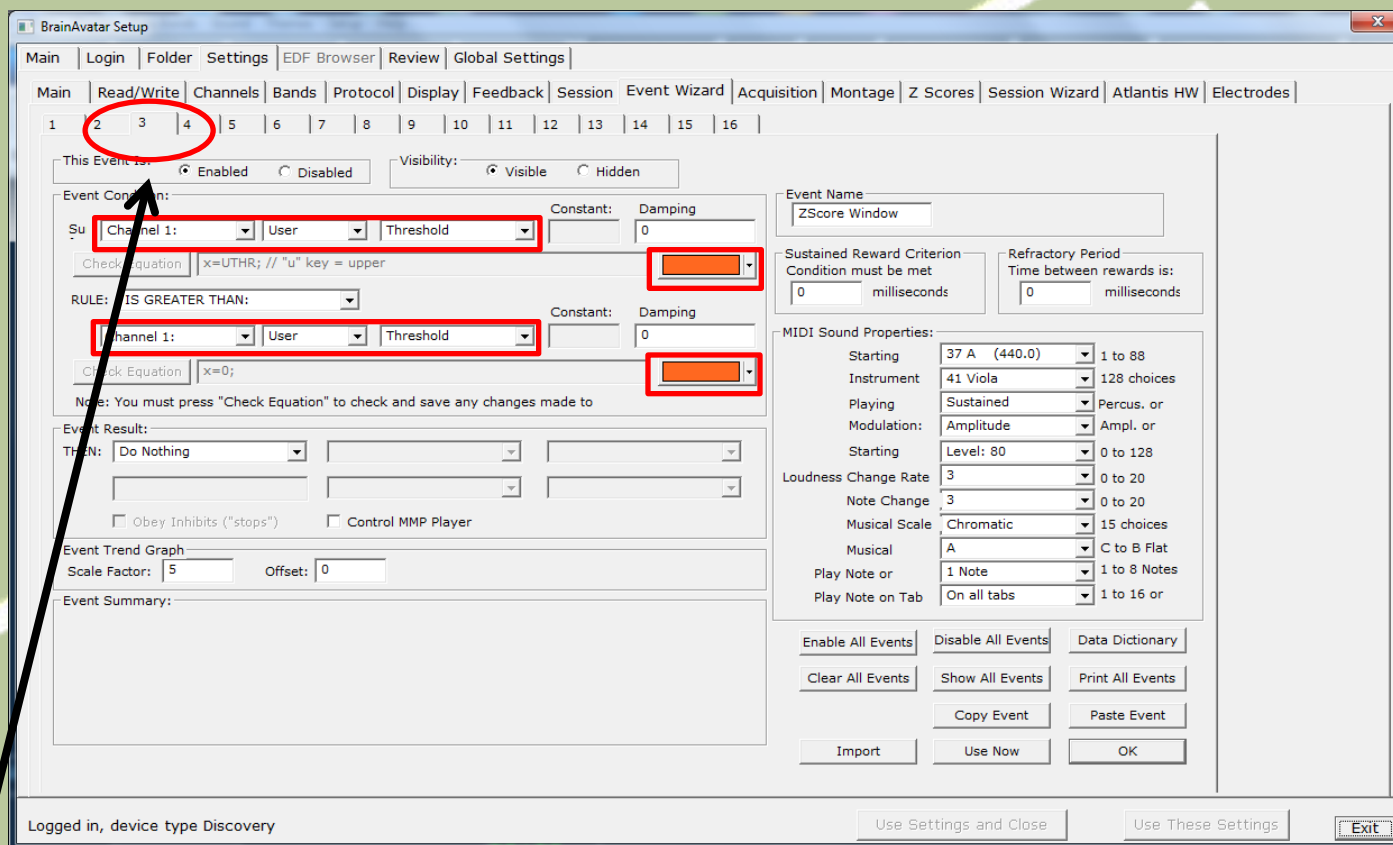 BrainAvatar Setup
Main Login Folder Settings EDF Browser Review Global Settings
Main Read/Write Channels Bands Protocol Display Feedback Session Event Wizard Acquisition Montage Z Scores Session Wizard Atlantis HW Electrodes
1 2 3 4 5 6 7 8 9 10 11 12 13 14 15 16
This Event Is: Enabled Disabled
Visibility: Visible Hidden
Event Condition:
Constant: Damping
Su Channel 1: User Threshold 0
Check Equation x=UTHR; // "u" key = upper
RULE: IS GREATER THAN:
Constant: Damping
Channel 1: User Threshold 0
Check Equation x=0;
Note: You must press "Check Equation" to check and save any changes made to
Event Result:
THEN: Do Nothing
Obey Inhibits ("stops") Control MMP Player
Event Trend Graph
Scale Factor: 5 Offset: 0
Event Summary:
Event Name
ZScore Window
Sustained Reward Criterion
Condition must be met
0 milliseconds
Refractory Period
Time between rewards is:
0 milliseconds
MIDI Sound Properties:
Starting 37 A (440.0) 1 to 88
Instrument 41 Viola 128 choices
Playing Sustained Percus. or
Modulation: Amplitude Ampl. or
Starting Level: 80 0 to 128
Loudness Change Rate 3 0 to 20
Note Change 3 0 to 20
Musical Scale Chromatic 15 choices
Musical A C to B Flat
Play Note or 1 Note 1 to 8 Notes
Play Note on Tab On all tabs 1 to 16 or
Enable All Events Disable All Events Data Dictionary
Clear All Events Show All Events Print All Events
Copy Event Paste Event
Import Use Now OK
Logged in, device type Discovery
Use Settings and Close Use These Settings Exit